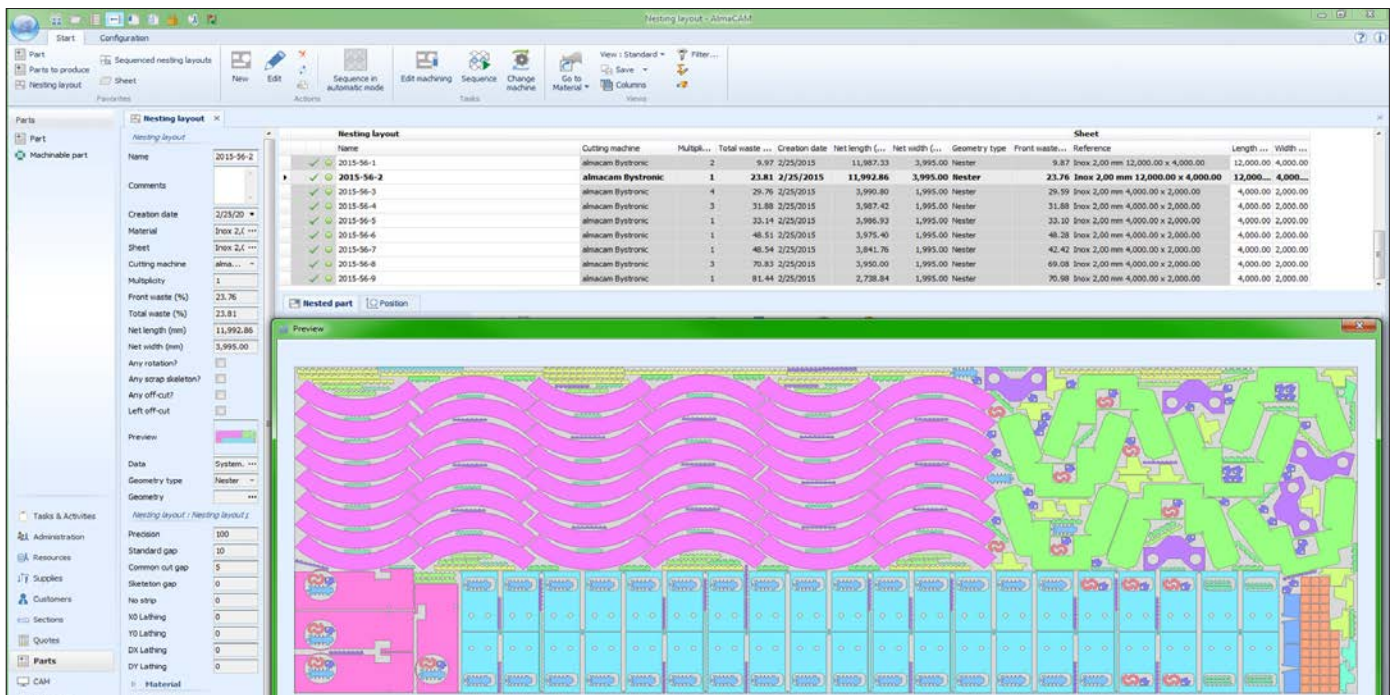 Nesting layout - AlmaCAM
Start Configuration
Part
Parts to produce
Nesting layout
Sequenced nesting layouts
Sheet
Favorites
New
Edit
Sequence in automatic mode
Actions
Edit machining
Sequence
Change machine
Tasks
Go to Material
View : Standard
Save
Columns
Filter...
Views
Parts
Part
Machinable part
Tasks & Activities
Administration
Resources
Supplies
Customers
Sections
Quotes
Parts
CAM
Nesting layout
Nesting layout
Name 2015-56-2
Comments
Creation date 2/25/20
Material Inox 2,(
Sheet Inox 2,(
Cutting machine alma...
Multiplicity 1
Front waste (%) 23.76
Total waste (%) 23.81
Net length (mm) 11,992.86
Net width (mm) 3,995.00
Any rotation?
Any scrap skeleton?
Any off-cut?
Left off-cut
Preview
Data System.
Geometry type Nester
Geometry
Nesting layout : Nesting layout
Precision 100
Standard gap 10
Common cut gap 5
Skeleton gap 0
No strip 0
X0 Lathing 0
Y0 Lathing 0
DX Lathing 0
DY Lathing 0
Material
Nesting layout Sheet
Name Cutting machine Multipli... Total waste ... Creation date Net length (... Net width (... Geometry type Front waste... Reference Length ... Width ...
2015-56-1 almacam Bystronic 2 9.97 2/25/2015 11,987.33 3,995.00 Nester 9.87 Inox 2,00 mm 12,000.00 x 4,000.00 12,000.00 4,000.00
2015-56-2 almacam Bystronic 1 23.81 2/25/2015 11,992.86 3,995.00 Nester 23.76 Inox 2,00 mm 12,000.00 x 4,000.00 12,000.... 4,000....
2015-56-3 almacam Bystronic 4 29.76 2/25/2015 3,990.80 1,995.00 Nester 29.59 Inox 2,00 mm 4,000.00 x 2,000.00 4,000.00 2,000.00
2015-56-4 almacam Bystronic 3 31.88 2/25/2015 3,987.42 1,995.00 Nester 31.88 Inox 2,00 mm 4,000.00 x 2,000.00 4,000.00 2,000.00
2015-56-5 almacam Bystronic 1 33.14 2/25/2015 3,986.93 1,995.00 Nester 33.10 Inox 2,00 mm 4,000.00 x 2,000.00 4,000.00 2,000.00
2015-56-6 almacam Bystronic 1 48.51 2/25/2015 3,975.40 1,995.00 Nester 48.28 Inox 2,00 mm 4,000.00 x 2,000.00 4,000.00 2,000.00
2015-56-7 almacam Bystronic 1 48.54 2/25/2015 3,841.76 1,995.00 Nester 42.42 Inox 2,00 mm 4,000.00 x 2,000.00 4,000.00 2,000.00
2015-56-8 almacam Bystronic 3 70.83 2/25/2015 3,950.00 1,995.00 Nester 69.08 Inox 2,00 mm 4,000.00 x 2,000.00 4,000.00 2,000.00
2015-56-9 almacam Bystronic 1 81.44 2/25/2015 2,738.84 1,995.00 Nester 70.98 Inox 2,00 mm 4,000.00 x 2,000.00 4,000.00 2,000.00
Nested part Position
Preview